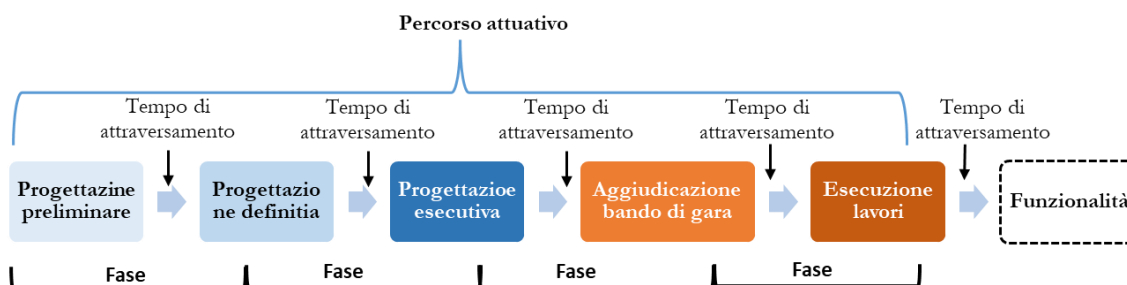 Percorso attuativo
Tempo di
attraversamento
Tempo di
attraversamento
Tempo di
attraversamento
Tempo di
attraversamento
Tempo di
attraversamento
Progettazine
preliminare
Progettazio
ne definitia
Progettazioe
esecutiva
Aggiudicazione
bando di gara
Esecuzione
lavori
Funzionalità
Fase
Fase
Fase
Fase